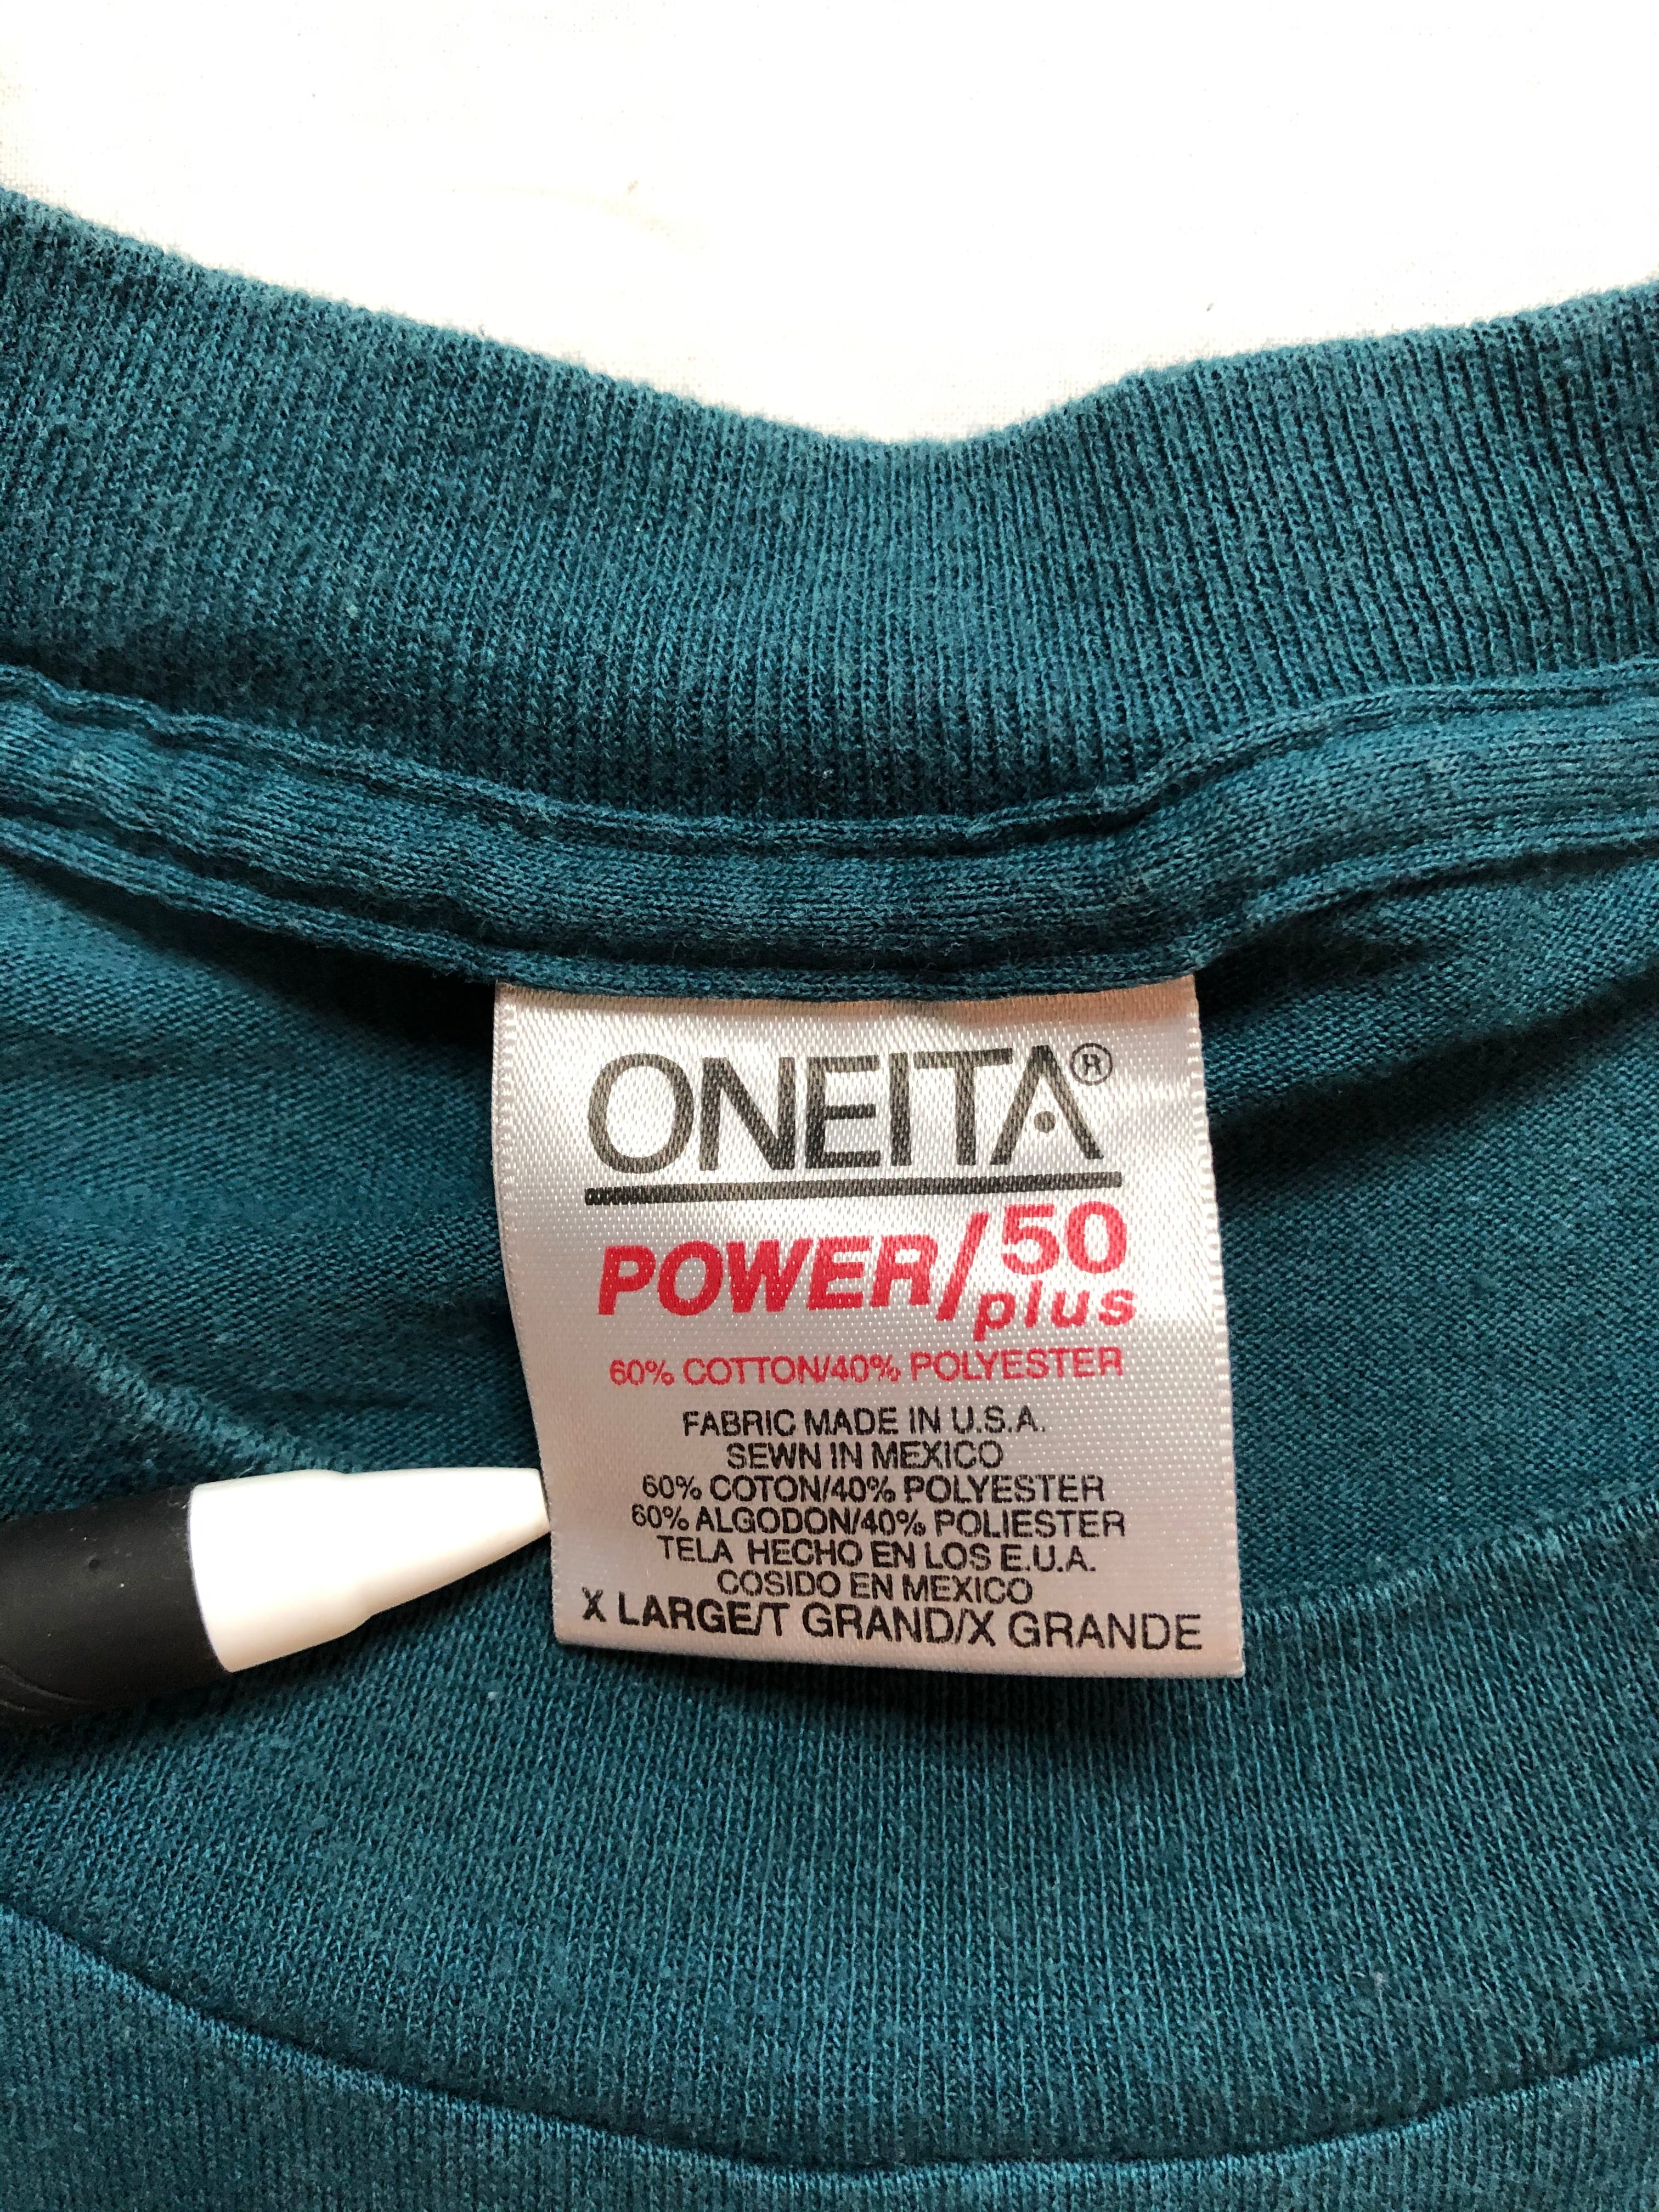 ONEITA®
POWER/50 plus
60% COTTON/40% POLYESTER
FABRIC MADE IN U.S.A.
SEWN IN MEXICO
60% COTON/40% POLYESTER
60% ALGODON/40% POLIESTER
TELA HECHO EN LOS E.U.A.
COSIDO EN MEXICO
X LARGE/T GRAND/X GRANDE